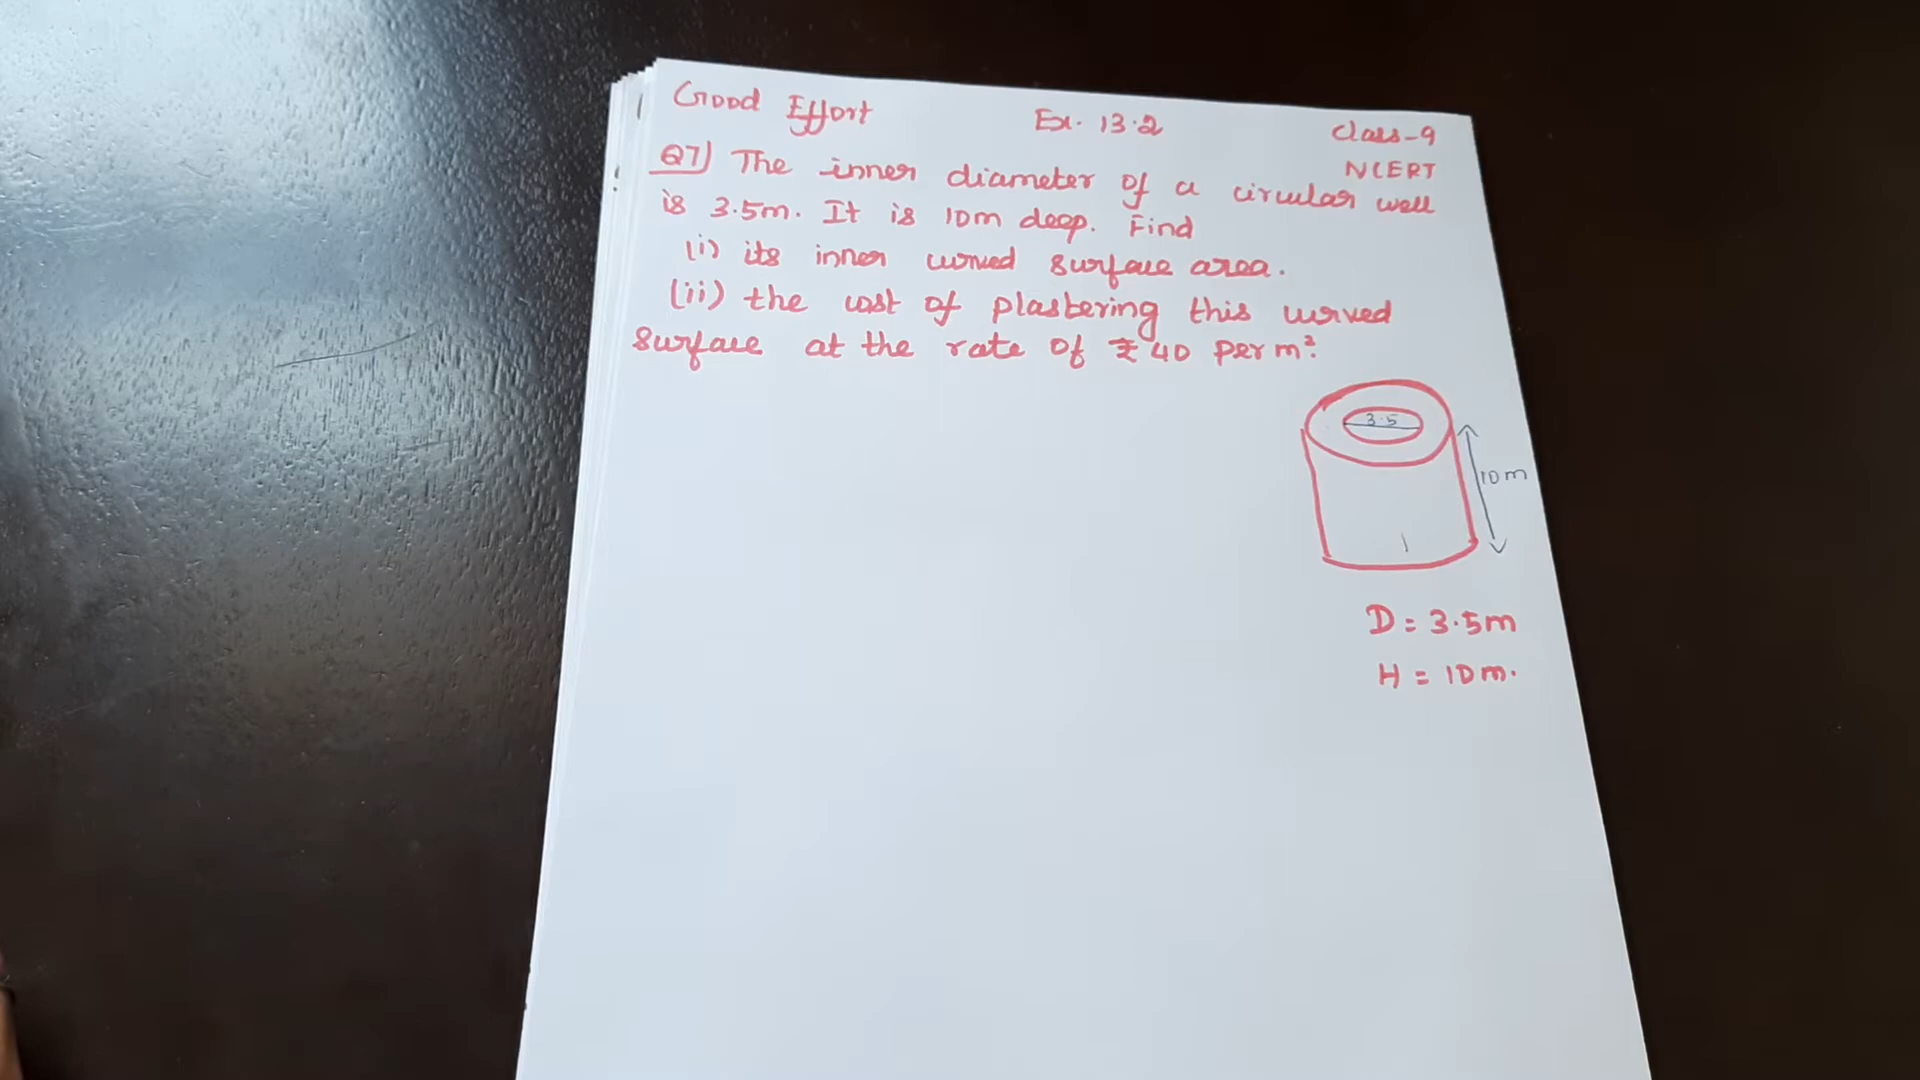 Good Effort Ex. 13.2 Class-9
NCERT
Q7) The inner diameter of a circular well
is 3.5m. It is 10m deep. Find
(i) its inner curved surface area.
(ii) the cost of plastering this curved
surface at the rate of ₹ 40 per m².
3.5
10m
D = 3.5m
H = 10m.